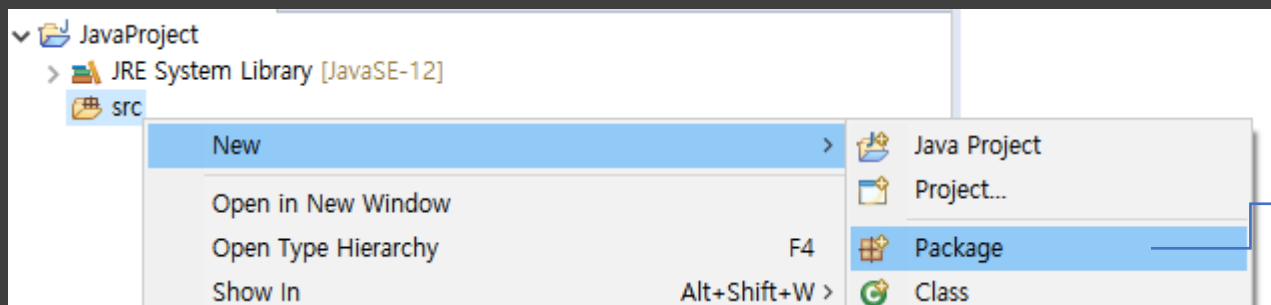 JavaProject
JRE System Library [JavaSE-12]
src
New
Open in New Window
Open Type Hierarchy F4
Show In Alt+Shift+W
Java Project
Project...
Package
Class